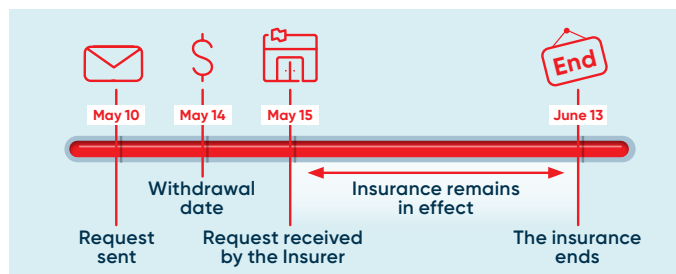 End
May 10
May 14
May 15
June 13
Withdrawal
date
Insurance remains
in effect
Request
sent
Request received
by the Insurer
The insurance
ends